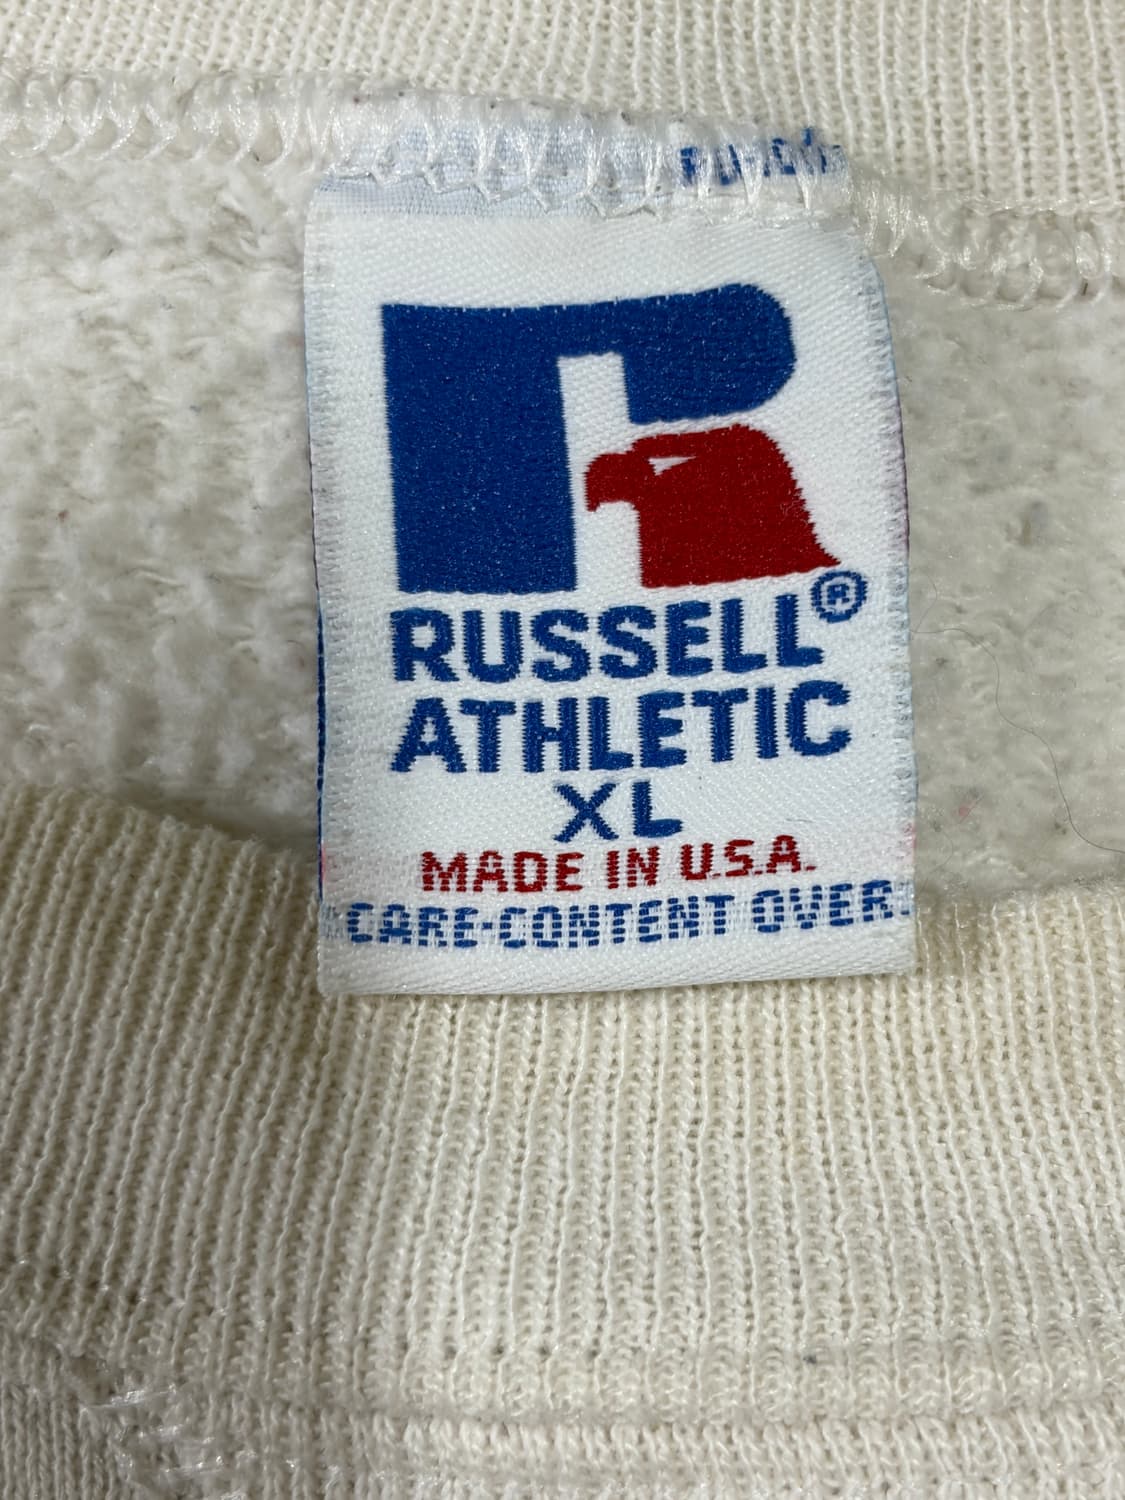 RUSSELL®
ATHLETIC
XL
MADE IN U.S.A.
CARE-CONTENT OVER